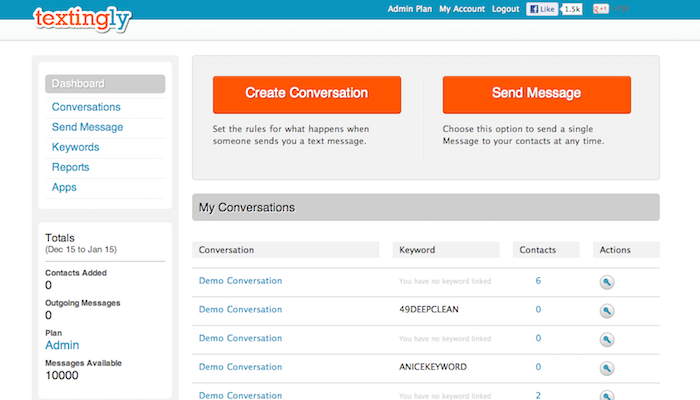 textingly
Admin Plan My Account Logout Like 1.5k +1
Dashboard
Conversations
Send Message
Keywords
Reports
Apps
Totals
(Dec 15 to Jan 15)
Contacts Added
0
Outgoing Messages
0
Plan
Admin
Messages Available
10000
Create Conversation
Set the rules for what happens when
someone sends you a text message.
Send Message
Choose this option to send a single
Message to your contacts at any time.
My Conversations
Conversation Keyword Contacts Actions
Demo Conversation You have no keyword linked 6
Demo Conversation 49DEEPCLEAN 0
Demo Conversation You have no keyword linked 0
Demo Conversation ANICEKEYWORD 0
Demo Conversation You have no keyword linked 2